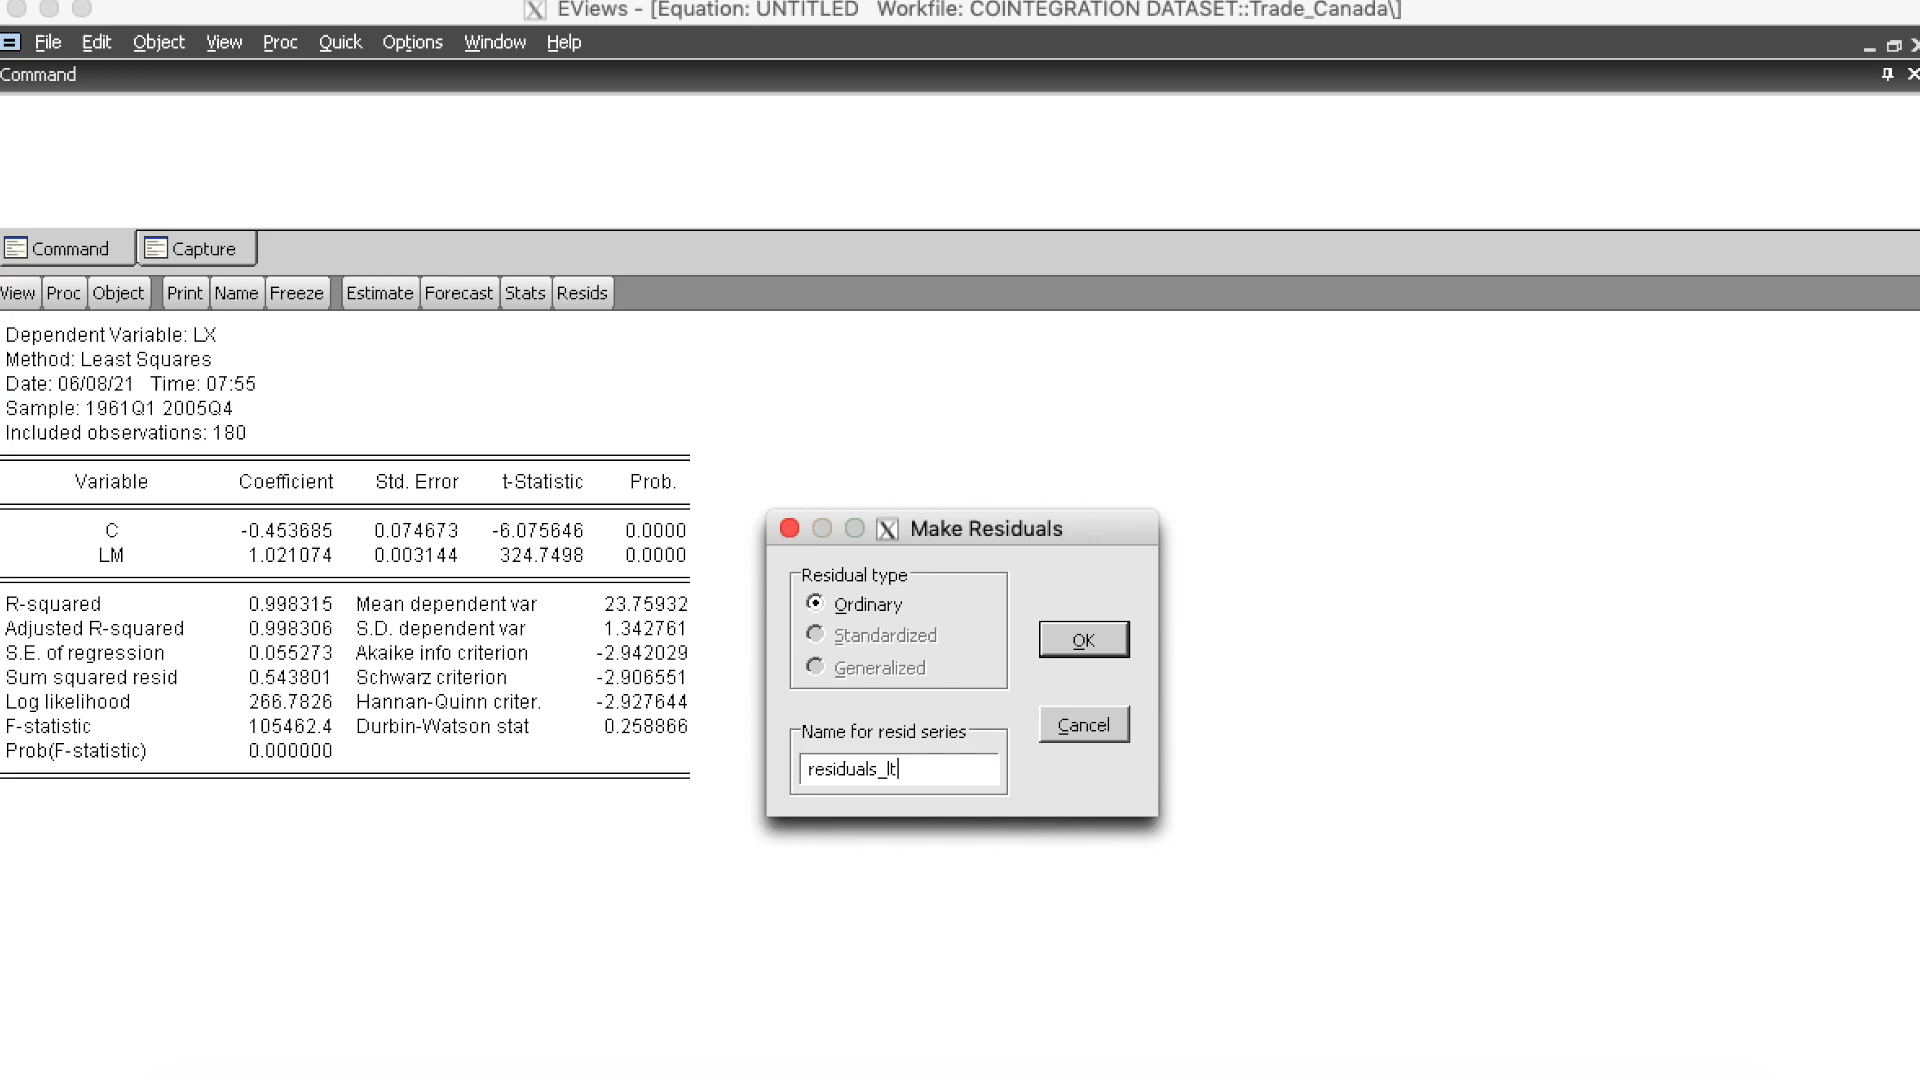 EViews - [Equation: UNTITLED   Workfile: COINTEGRATION DATASET::Trade_Canada\]
File Edit Object View Proc Quick Options Window Help
Command
Command Capture
View Proc Object Print Name Freeze Estimate Forecast Stats Resids
Dependent Variable: LX
Method: Least Squares
Date: 06/08/21   Time: 07:55
Sample: 1961Q1 2005Q4
Included observations: 180
Variable Coefficient Std. Error t-Statistic Prob.
C -0.453685 0.074673 -6.075646 0.0000
LM 1.021074 0.003144 324.7498 0.0000
R-squared 0.998315 Mean dependent var 23.75932
Adjusted R-squared 0.998306 S.D. dependent var 1.342761
S.E. of regression 0.055273 Akaike info criterion -2.942029
Sum squared resid 0.543801 Schwarz criterion -2.906551
Log likelihood 266.7826 Hannan-Quinn criter. -2.927644
F-statistic 105462.4 Durbin-Watson stat 0.258866
Prob(F-statistic) 0.000000
Make Residuals
Residual type
Ordinary
Standardized
Generalized
OK
Cancel
Name for resid series
residuals_lt